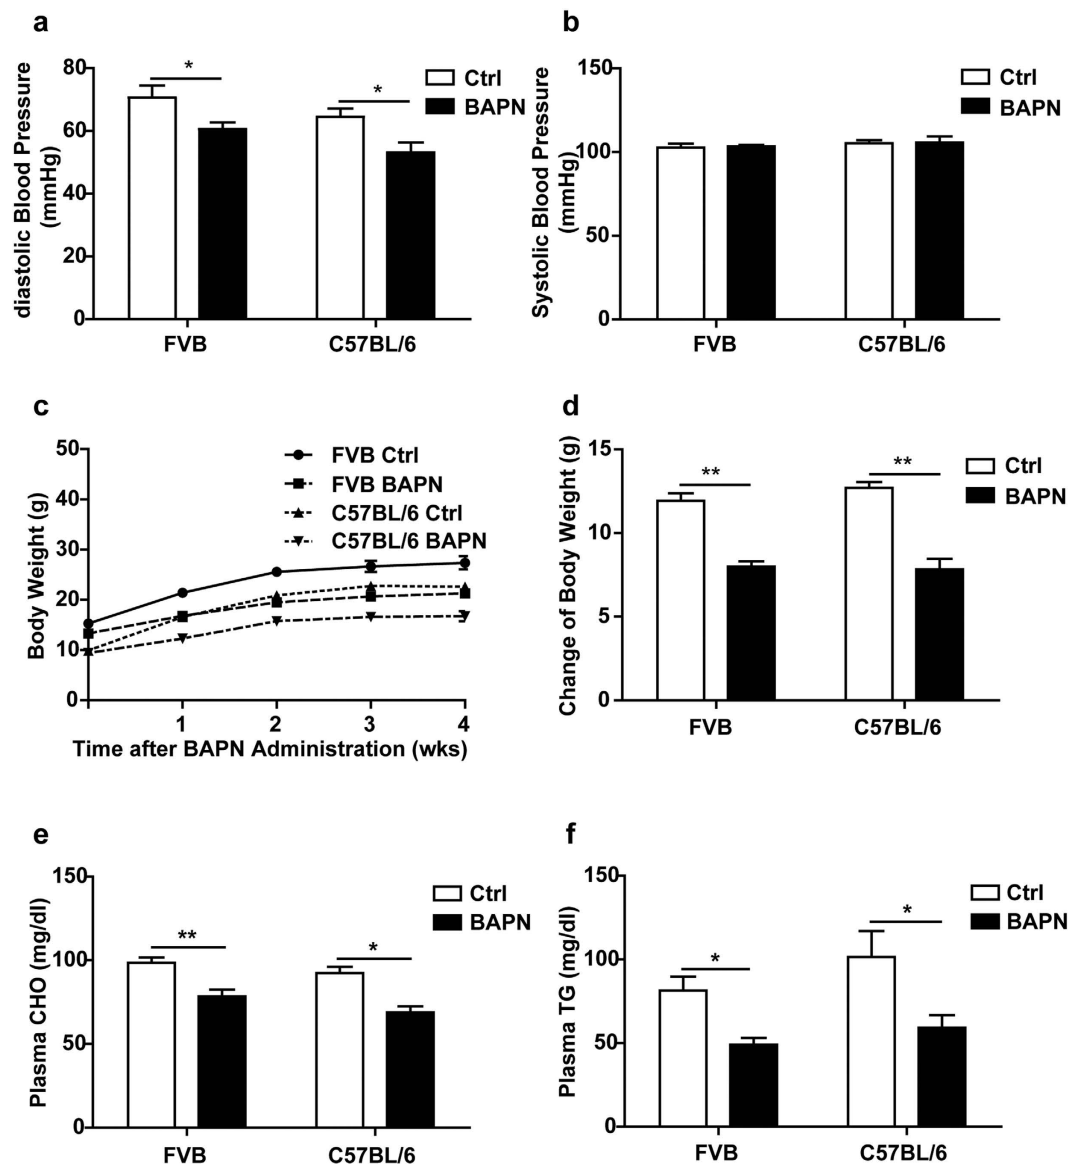 a
diastolic Blood Pressure
(mmHg)
80
60
40
20
0
*
*
Ctrl
BAPN
FVB
C57BL/6
b
Systolic Blood Pressure
(mmHg)
150
100
50
0
Ctrl
BAPN
FVB
C57BL/6
c
Body Weight (g)
50
40
30
20
10
0
FVB Ctrl
FVB BAPN
C57BL/6 Ctrl
C57BL/6 BAPN
1 2 3 4
Time after BAPN Administration (wks)
d
Change of Body Weight (g)
15
10
5
0
**
**
Ctrl
BAPN
FVB
C57BL/6
e
Plasma CHO (mg/dl)
150
100
50
0
**
*
Ctrl
BAPN
FVB
C57BL/6
f
Plasma TG (mg/dl)
150
100
50
0
*
*
Ctrl
BAPN
FVB
C57BL/6